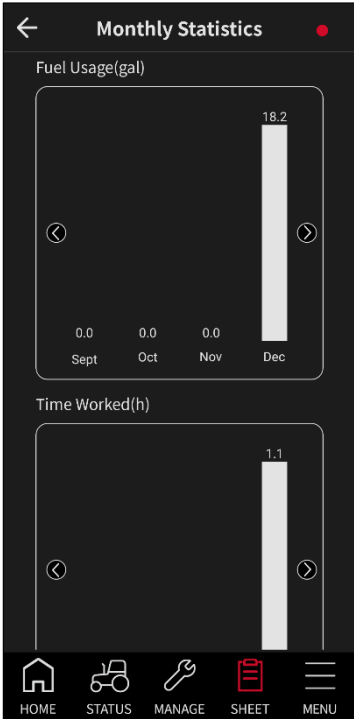 Monthly Statistics
Fuel Usage(gal)
18.2
0.0 0.0 0.0
Sept Oct Nov Dec
Time Worked(h)
1.1
HOME STATUS MANAGE SHEET MENU